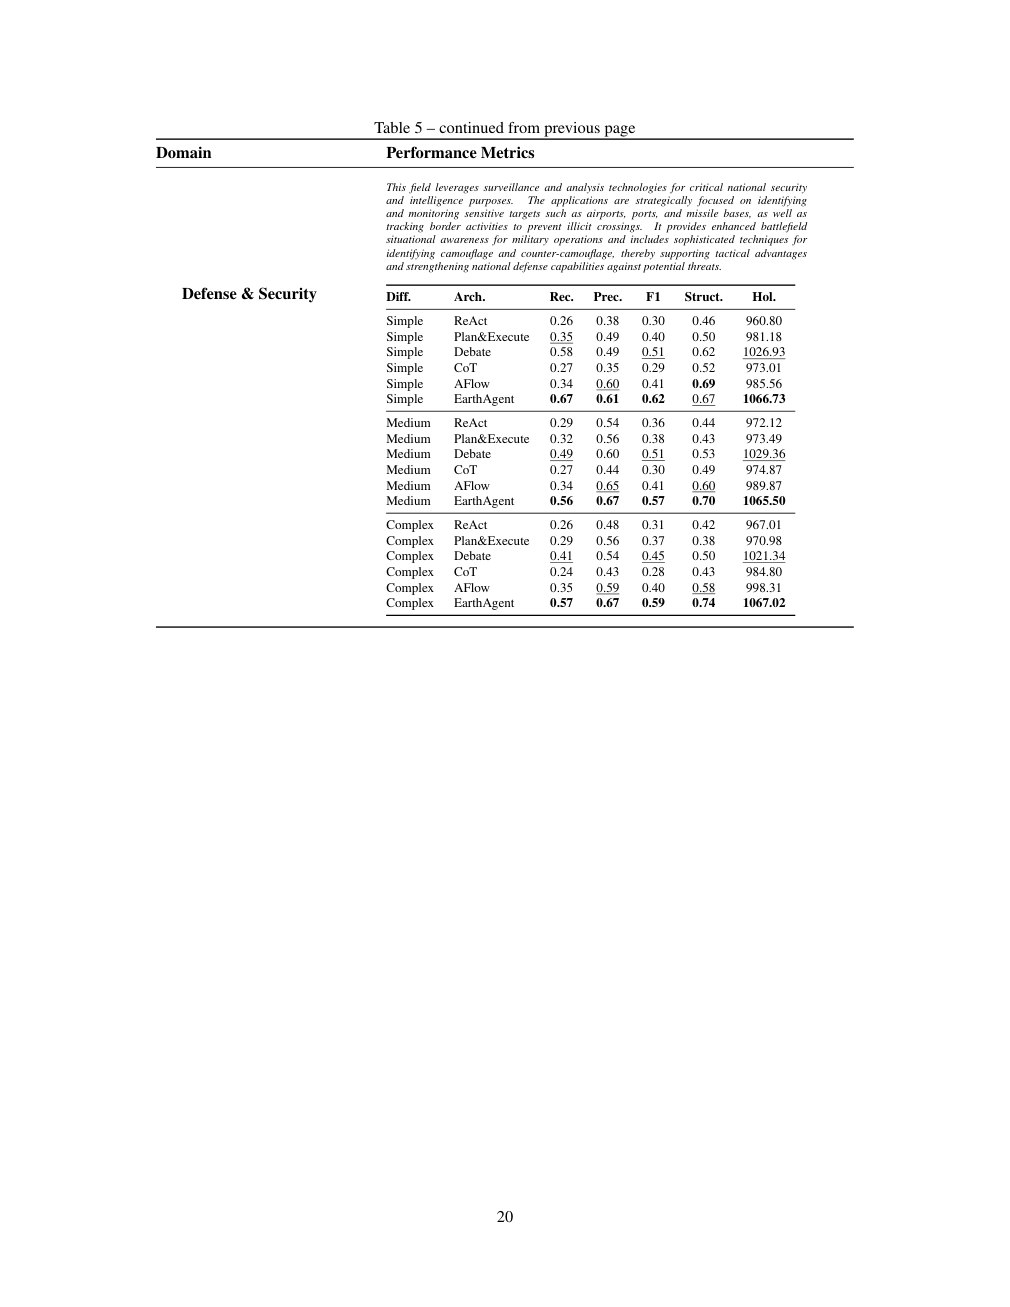 Table 5 – continued from previous page
Domain Performance Metrics
This field leverages surveillance and analysis technologies for critical national security
and intelligence purposes. The applications are strategically focused on identifying
and monitoring sensitive targets such as airports, ports, and missile bases, as well as
tracking border activities to prevent illicit crossings. It provides enhanced battlefield
situational awareness for military operations and includes sophisticated techniques for
identifying camouflage and counter-camouflage, thereby supporting tactical advantages
and strengthening national defense capabilities against potential threats.
Defense & Security
Diff. Arch. Rec. Prec. F1 Struct. Hol.
Simple ReAct 0.26 0.38 0.30 0.46 960.80
Simple Plan&Execute 0.35 0.49 0.40 0.50 981.18
Simple Debate 0.58 0.49 0.51 0.62 1026.93
Simple CoT 0.27 0.35 0.29 0.52 973.01
Simple AFlow 0.34 0.60 0.41 0.69 985.56
Simple EarthAgent 0.67 0.61 0.62 0.67 1066.73
Medium ReAct 0.29 0.54 0.36 0.44 972.12
Medium Plan&Execute 0.32 0.56 0.38 0.43 973.49
Medium Debate 0.49 0.60 0.51 0.53 1029.36
Medium CoT 0.27 0.44 0.30 0.49 974.87
Medium AFlow 0.34 0.65 0.41 0.60 989.87
Medium EarthAgent 0.56 0.67 0.57 0.70 1065.50
Complex ReAct 0.26 0.48 0.31 0.42 967.01
Complex Plan&Execute 0.29 0.56 0.37 0.38 970.98
Complex Debate 0.41 0.54 0.45 0.50 1021.34
Complex CoT 0.24 0.43 0.28 0.43 984.80
Complex AFlow 0.35 0.59 0.40 0.58 998.31
Complex EarthAgent 0.57 0.67 0.59 0.74 1067.02
20